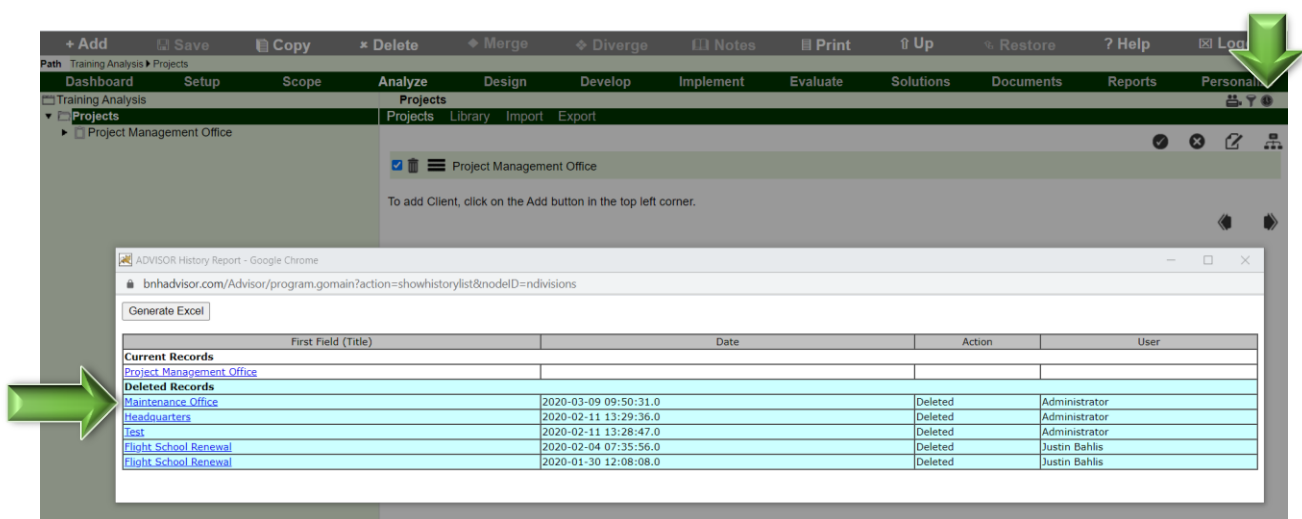 + Add Save Copy × Delete Merge Diverge Notes Print Up Restore ? Help Log
Path Training Analysis Projects
Dashboard Setup Scope Analyze Design Develop Implement Evaluate Solutions Documents Reports
Training Analysis Projects
Projects Projects Library Import Export
Project Management Office
Project Management Office
To add Client, click on the Add button in the top left corner.
ADVISOR History Report - Google Chrome
bnhadvisor.com/Advisor/program.gomain?action=showhistorylist&nodeID=ndivisions
Generate Excel
First Field (Title) Date Action User
Current Records
Project Management Office
Deleted Records
Maintenance Office 2020-03-09 09:50:31.0 Deleted Administrator
Headquarters 2020-02-11 13:29:36.0 Deleted Administrator
Test 2020-02-11 13:28:47.0 Deleted Administrator
Flight School Renewal 2020-02-04 07:35:56.0 Deleted Justin Bahlis
Flight School Renewal 2020-01-30 12:08:08.0 Deleted Justin Bahlis